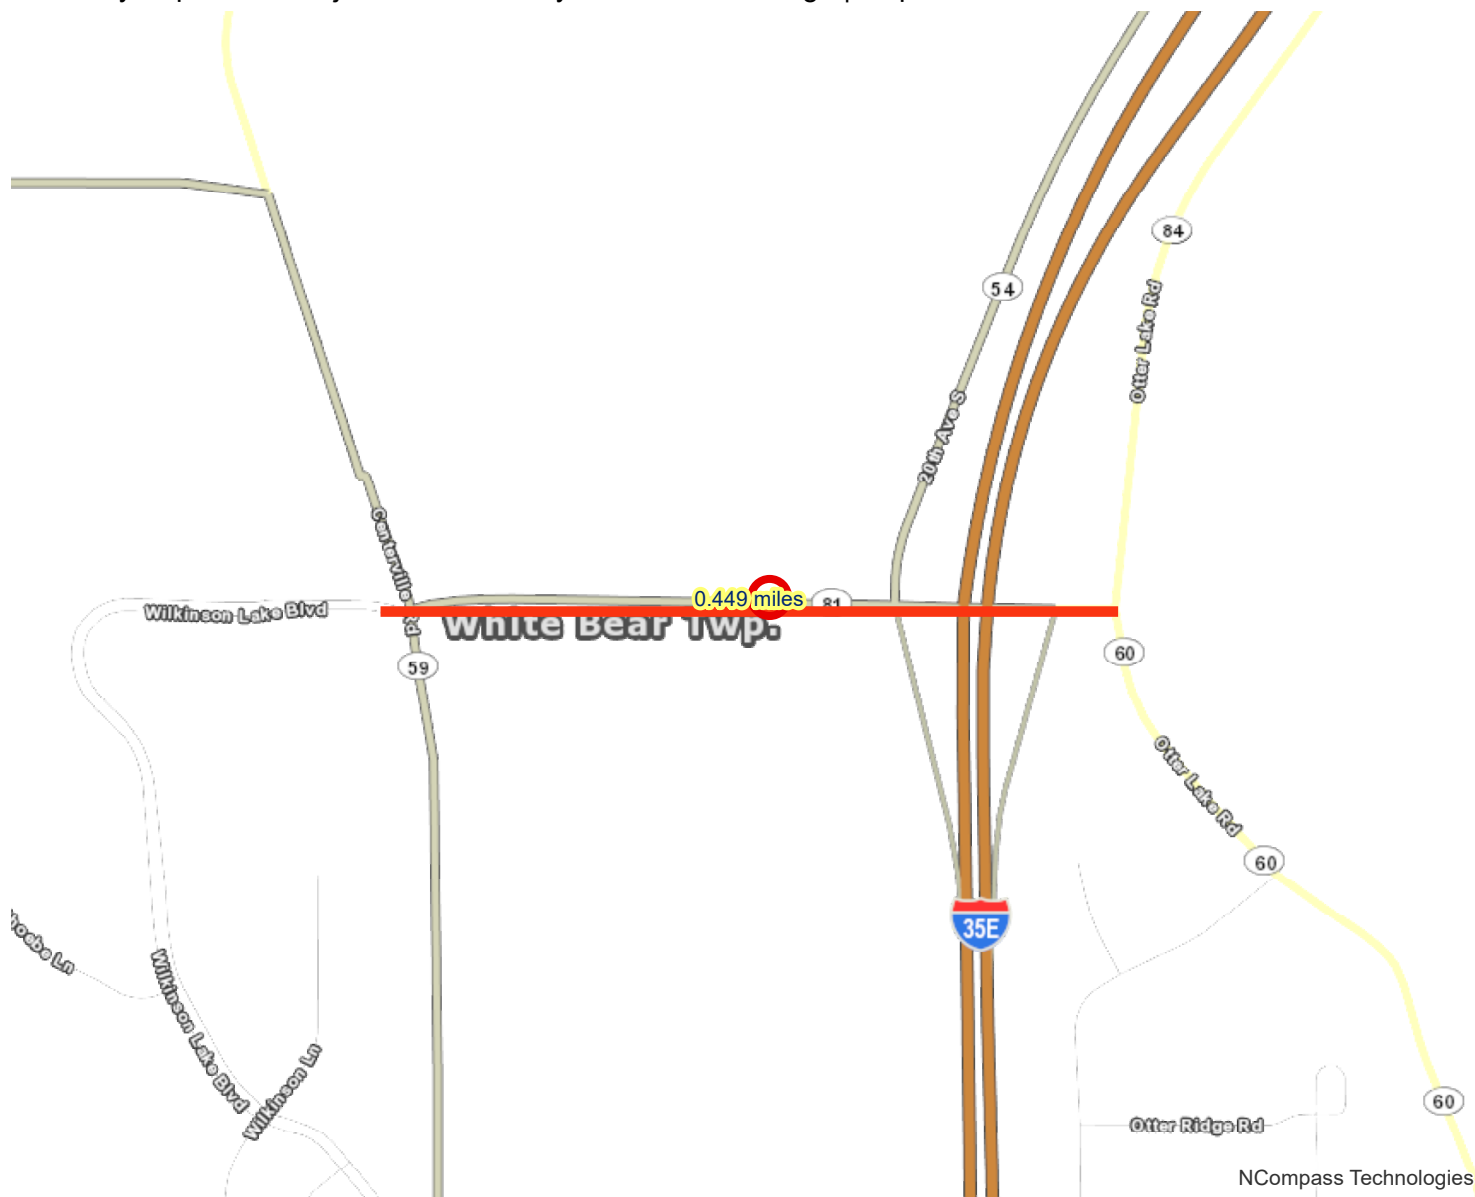 84
54
Otter Lake Rd
20th Ave S
Centerville Rd
0.449 miles
81
Wilkinson Lake Blvd
White Bear Twp.
60
59
Otter Lake Rd
60
35E
Ln
Wilkinson Lake Blvd
Wilkinson Ln
60
Otter Ridge Rd
NCompass Technologies